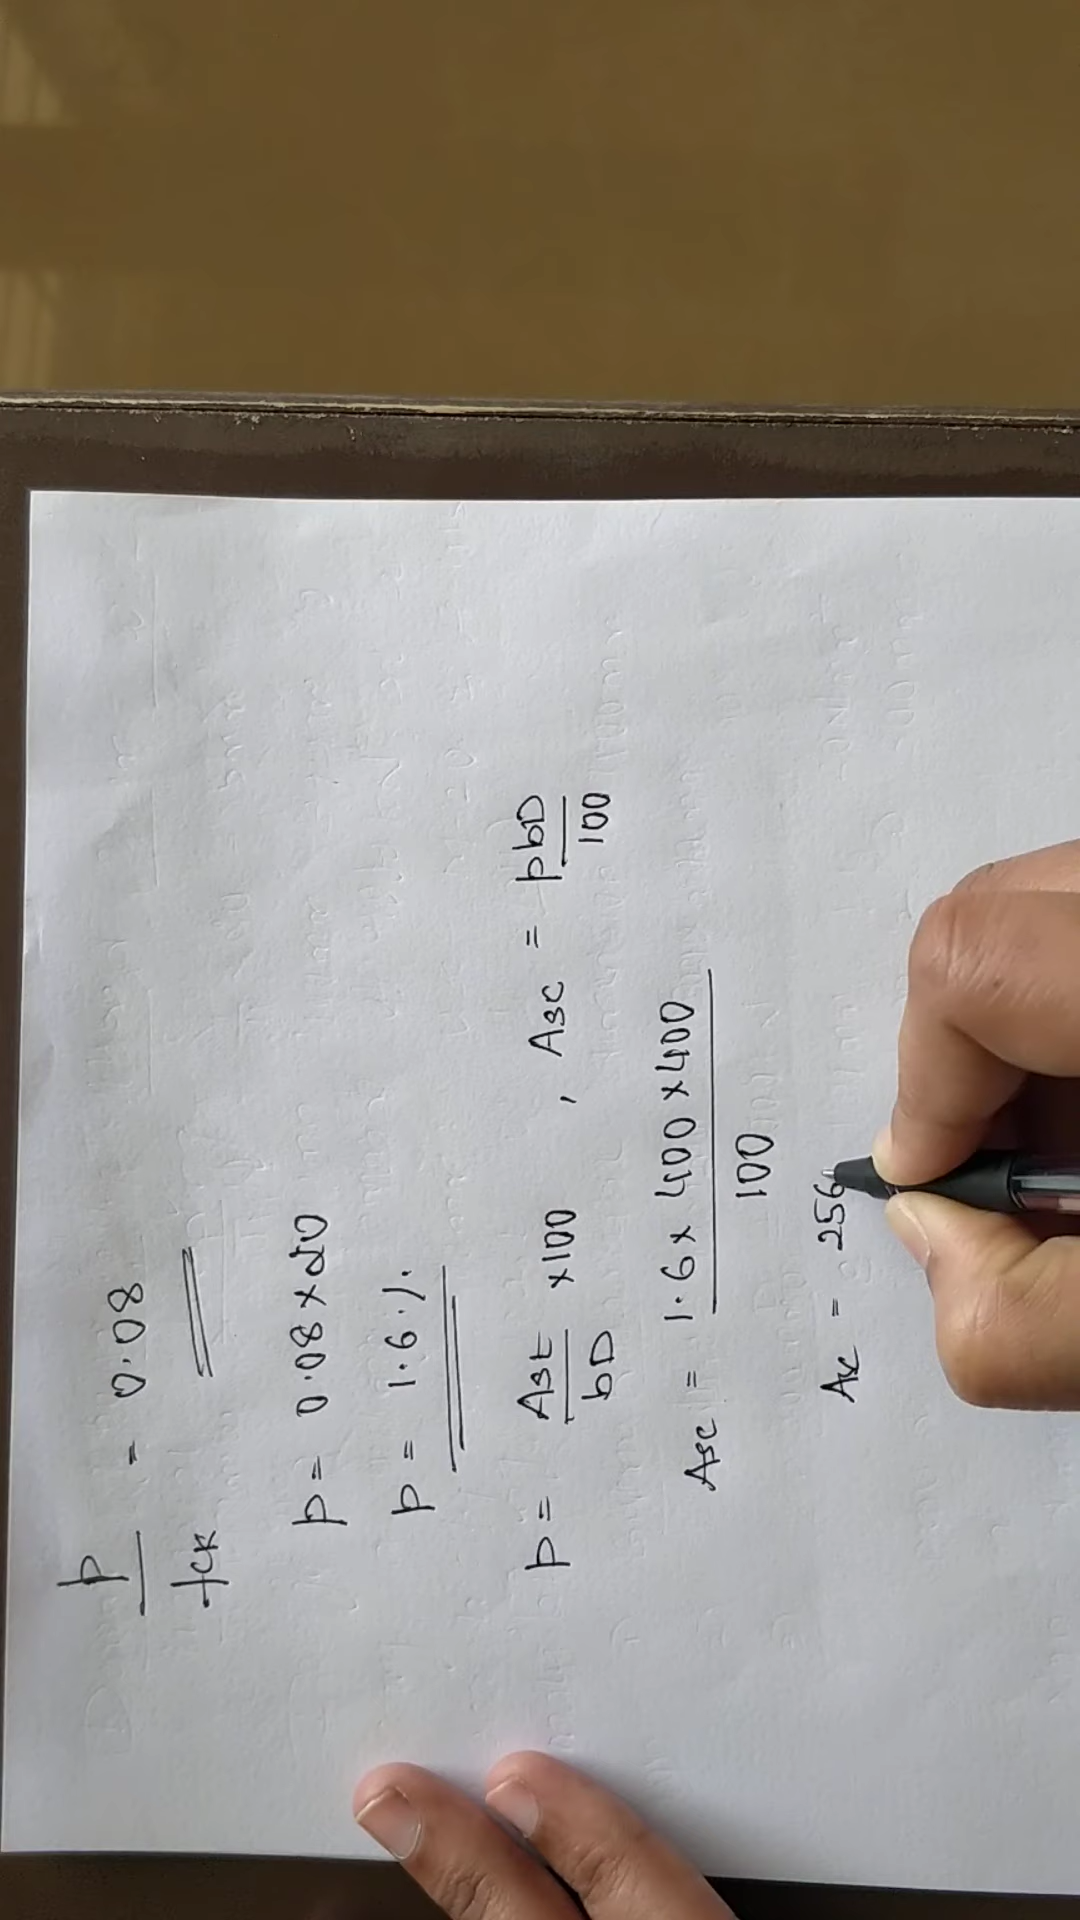 p/fck = 0.08
p = 0.08 x 20
p = 1.6 %
p = Ast/bD x 100 , Asc = pbD/100
Asc = 1.6 x 400 x 400/100
Asc = 256